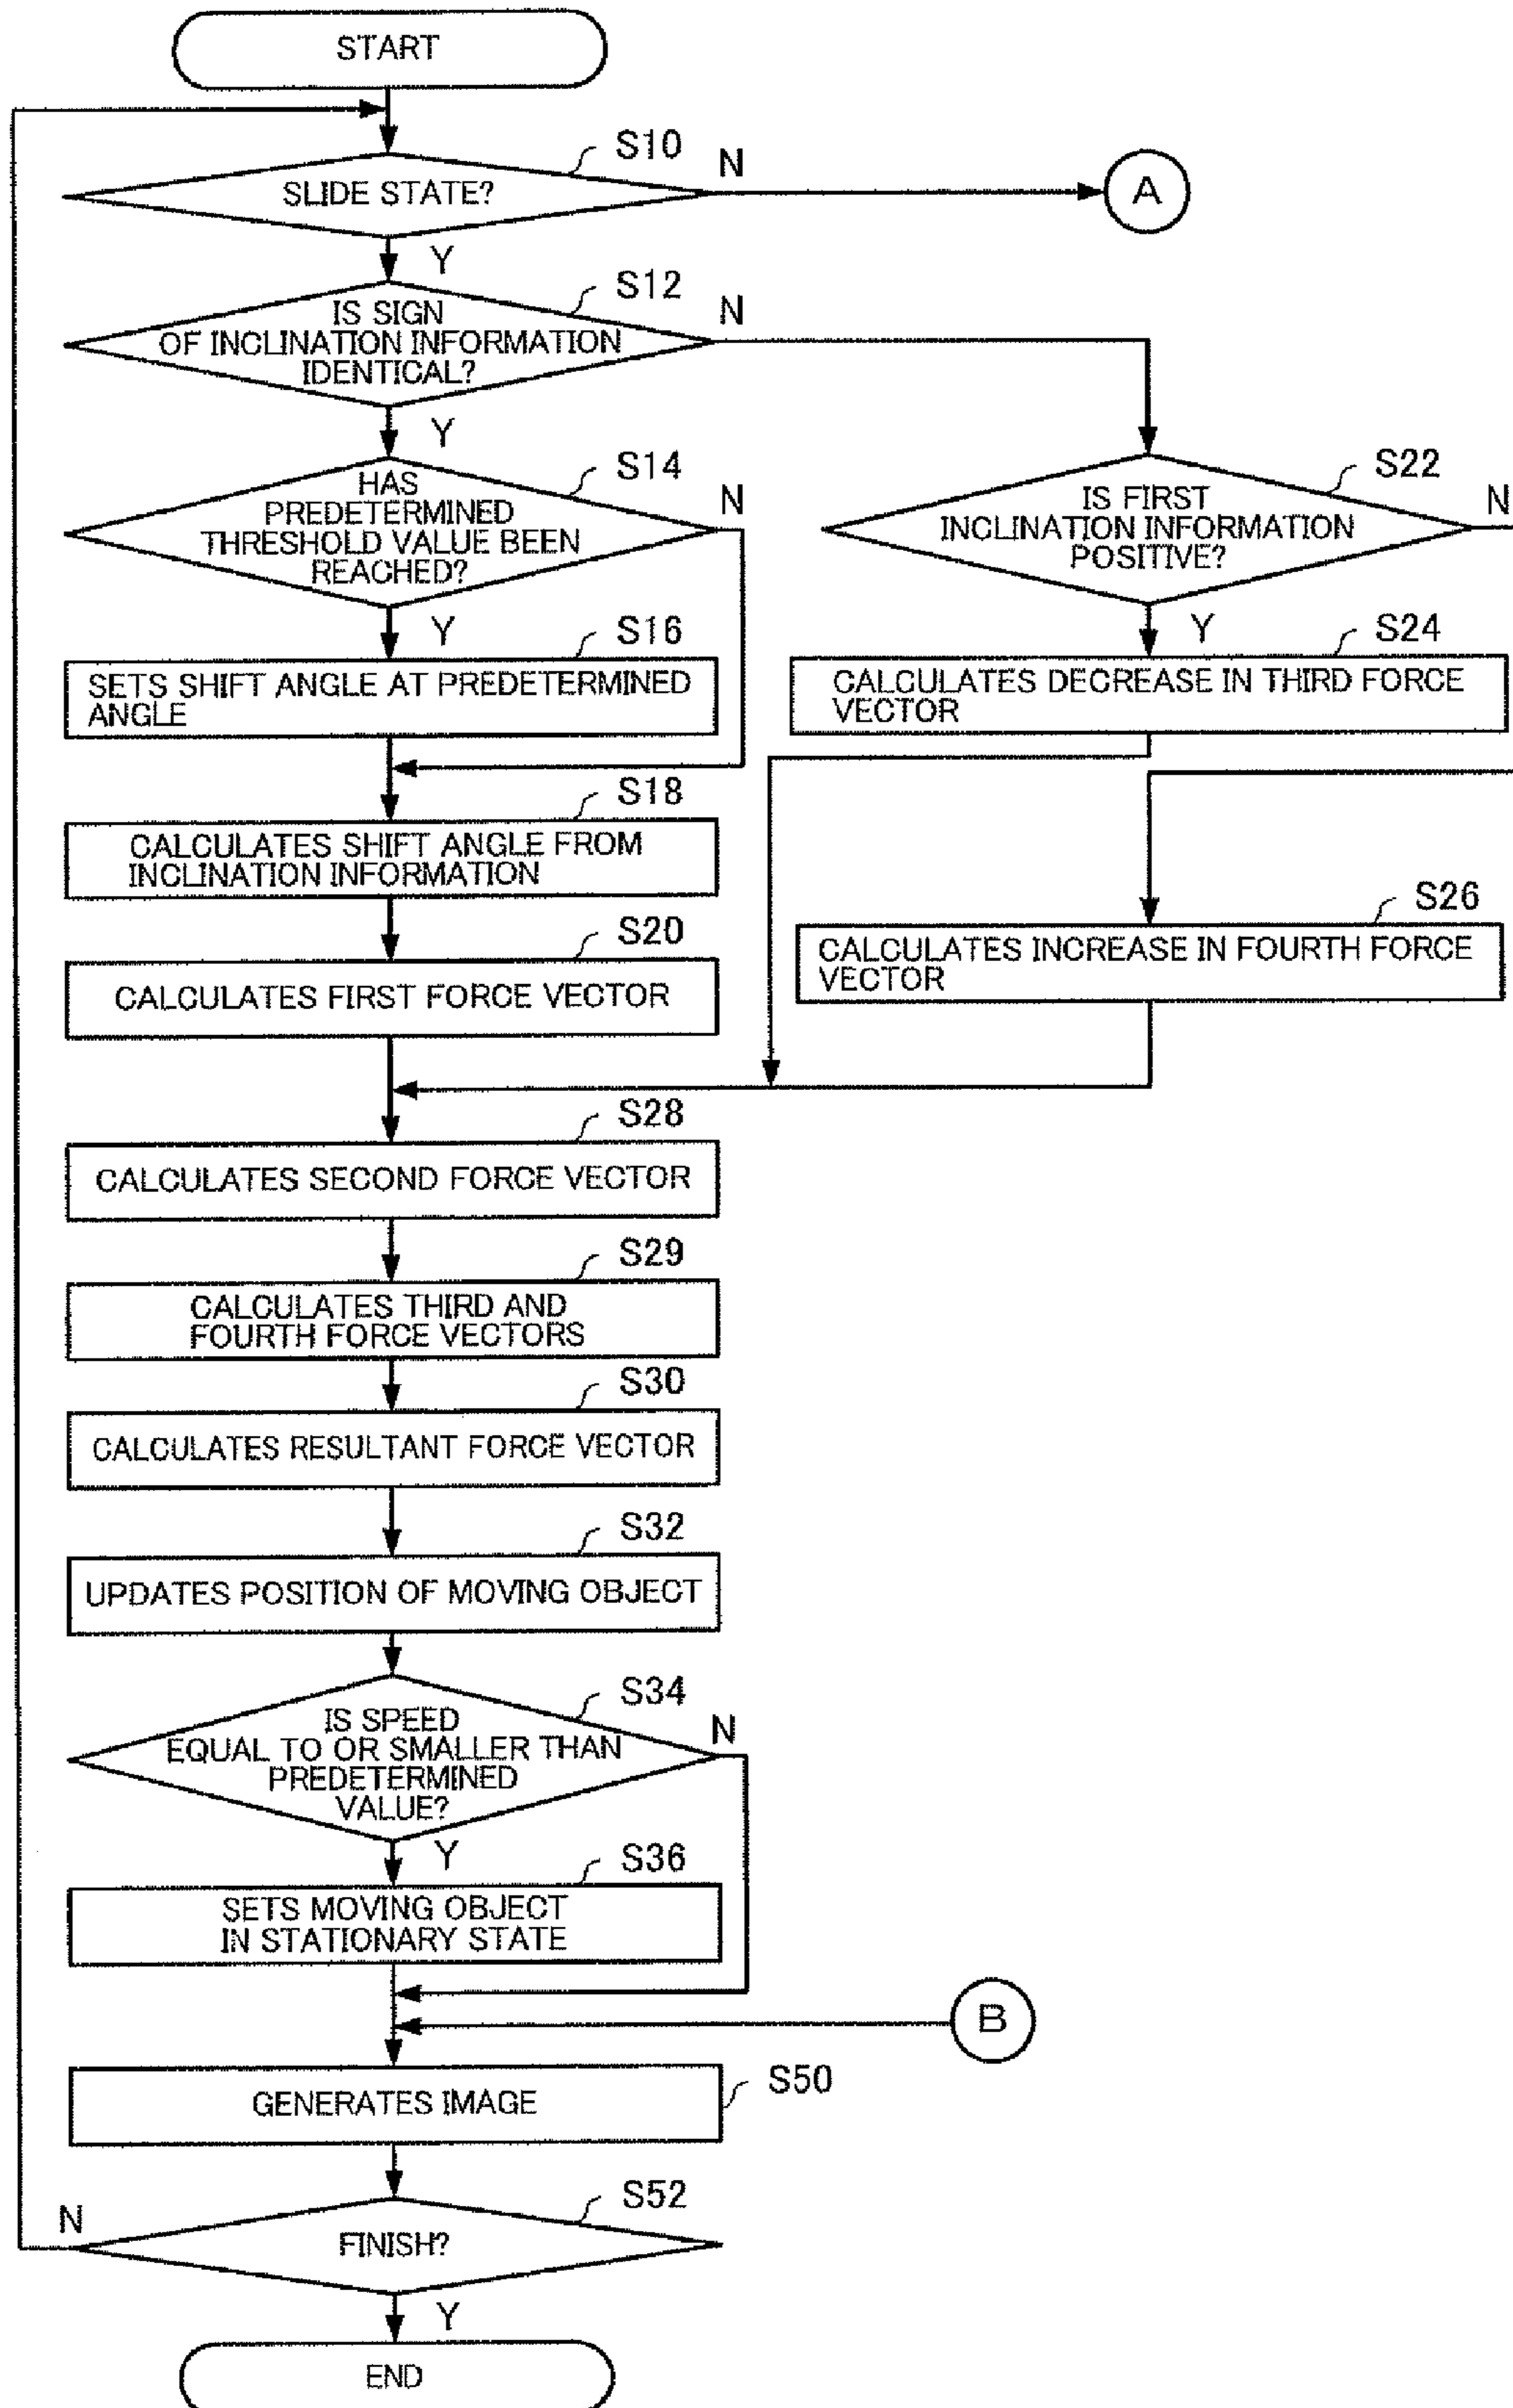 START
S10
N
SLIDE STATE?
A
Y
S12
N
IS SIGN
OF INCLINATION INFORMATION
IDENTICAL?
Y
S14
N
HAS
PREDETERMINED
THRESHOLD VALUE BEEN
REACHED?
S22
N
IS FIRST
INCLINATION INFORMATION
POSITIVE?
Y
S16
SETS SHIFT ANGLE AT PREDETERMINED
ANGLE
Y
S24
CALCULATES DECREASE IN THIRD FORCE
VECTOR
S18
CALCULATES SHIFT ANGLE FROM
INCLINATION INFORMATION
S26
CALCULATES INCREASE IN FOURTH FORCE
VECTOR
S20
CALCULATES FIRST FORCE VECTOR
S28
CALCULATES SECOND FORCE VECTOR
S29
CALCULATES THIRD AND
FOURTH FORCE VECTORS
S30
CALCULATES RESULTANT FORCE VECTOR
S32
UPDATES POSITION OF MOVING OBJECT
S34
N
IS SPEED
EQUAL TO OR SMALLER THAN
PREDETERMINED
VALUE?
Y
S36
SETS MOVING OBJECT
IN STATIONARY STATE
B
S50
GENERATES IMAGE
S52
N
FINISH?
Y
END